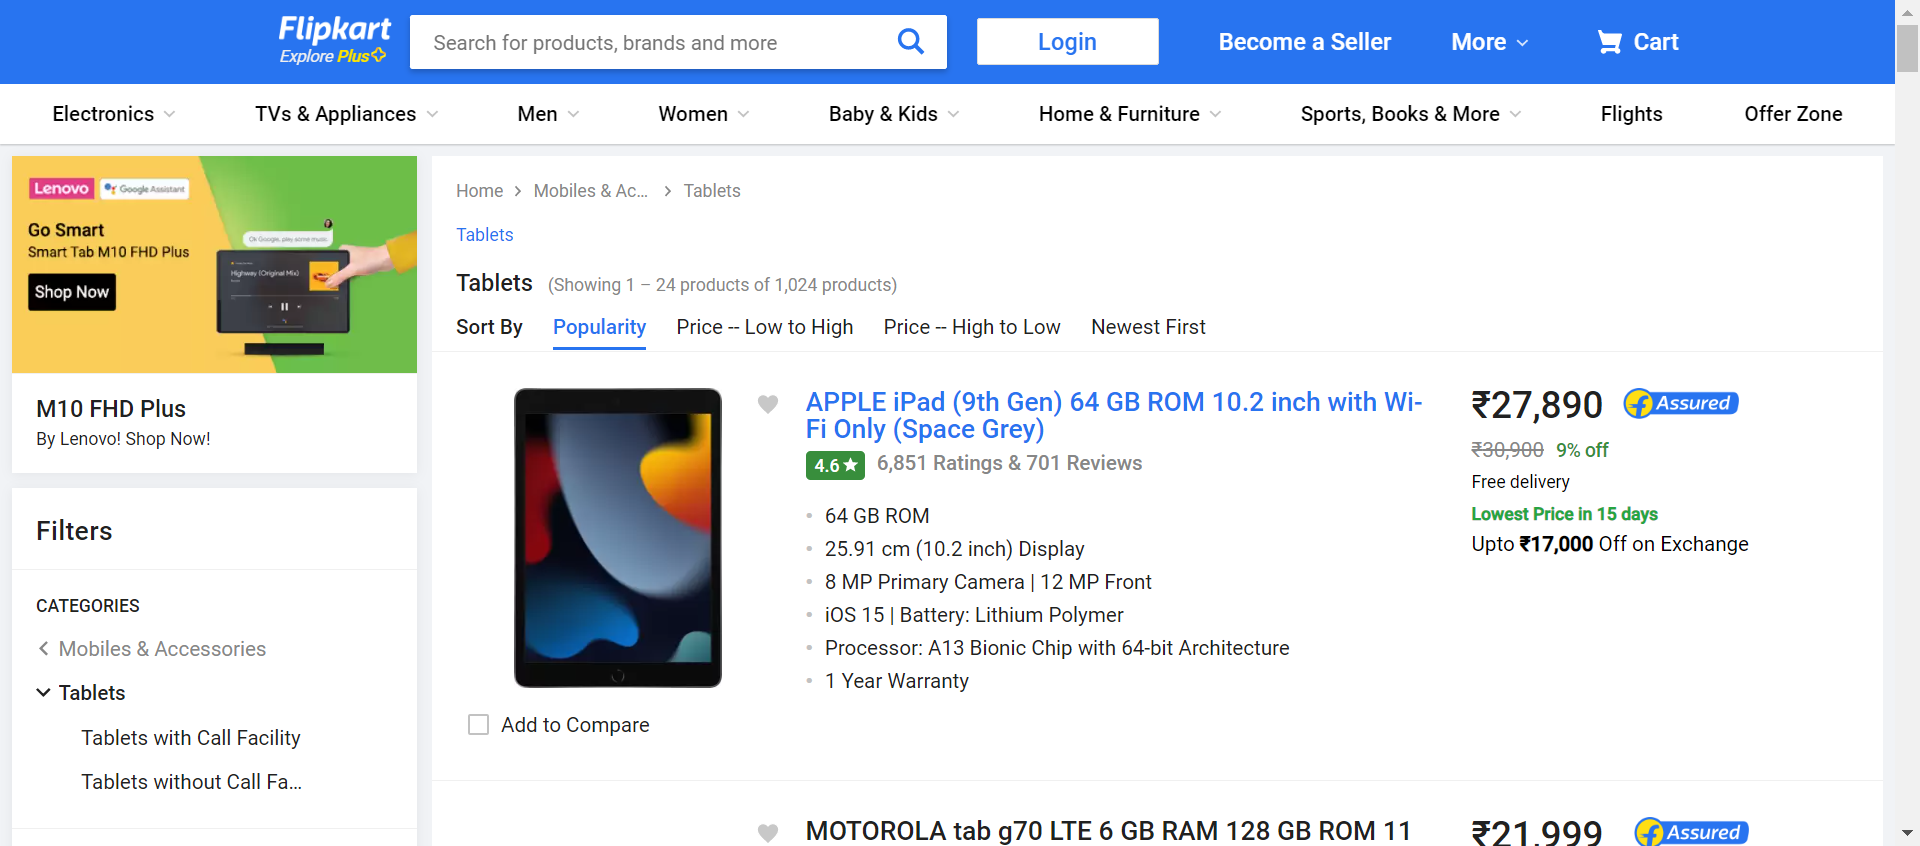 Flipkart
Explore Plus
Search for products, brands and more
Login
Become a Seller
More
Cart
Electronics
TVs & Appliances
Men
Women
Baby & Kids
Home & Furniture
Sports, Books & More
Flights
Offer Zone
Lenovo
Google Assistant
Go Smart
Smart Tab M10 FHD Plus
Shop Now
Ok Google, play some music
Highway (Original Mix)
M10 FHD Plus
By Lenovo! Shop Now!
Filters
CATEGORIES
Mobiles & Accessories
Tablets
Tablets with Call Facility
Tablets without Call Fa...
Home
Mobiles & Ac...
Tablets
Tablets
Tablets (Showing 1 – 24 products of 1,024 products)
Sort By Popularity Price -- Low to High Price -- High to Low Newest First
APPLE iPad (9th Gen) 64 GB ROM 10.2 inch with Wi-
Fi Only (Space Grey)
4.6★ 6,851 Ratings & 701 Reviews
64 GB ROM
25.91 cm (10.2 inch) Display
8 MP Primary Camera | 12 MP Front
iOS 15 | Battery: Lithium Polymer
Processor: A13 Bionic Chip with 64-bit Architecture
1 Year Warranty
Add to Compare
₹27,890
Assured
₹30,900 9% off
Free delivery
Lowest Price in 15 days
Upto ₹17,000 Off on Exchange
MOTOROLA tab g70 LTE 6 GB RAM 128 GB ROM 11
₹21,999
Assured